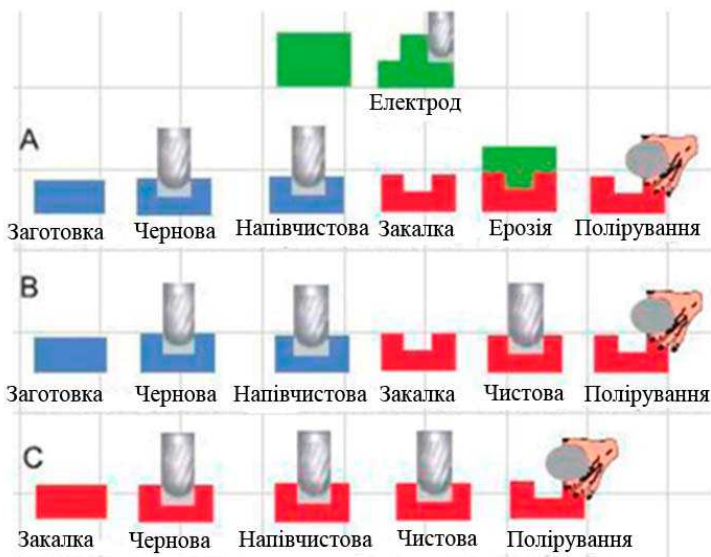 Електрод
A
Заготовка Чернова Напівчистова Закалка Ерозія Полірування
B
Заготовка Чернова Напівчистова Закалка Чистова Полірування
C
Закалка Чернова Напівчистова Чистова Полірування